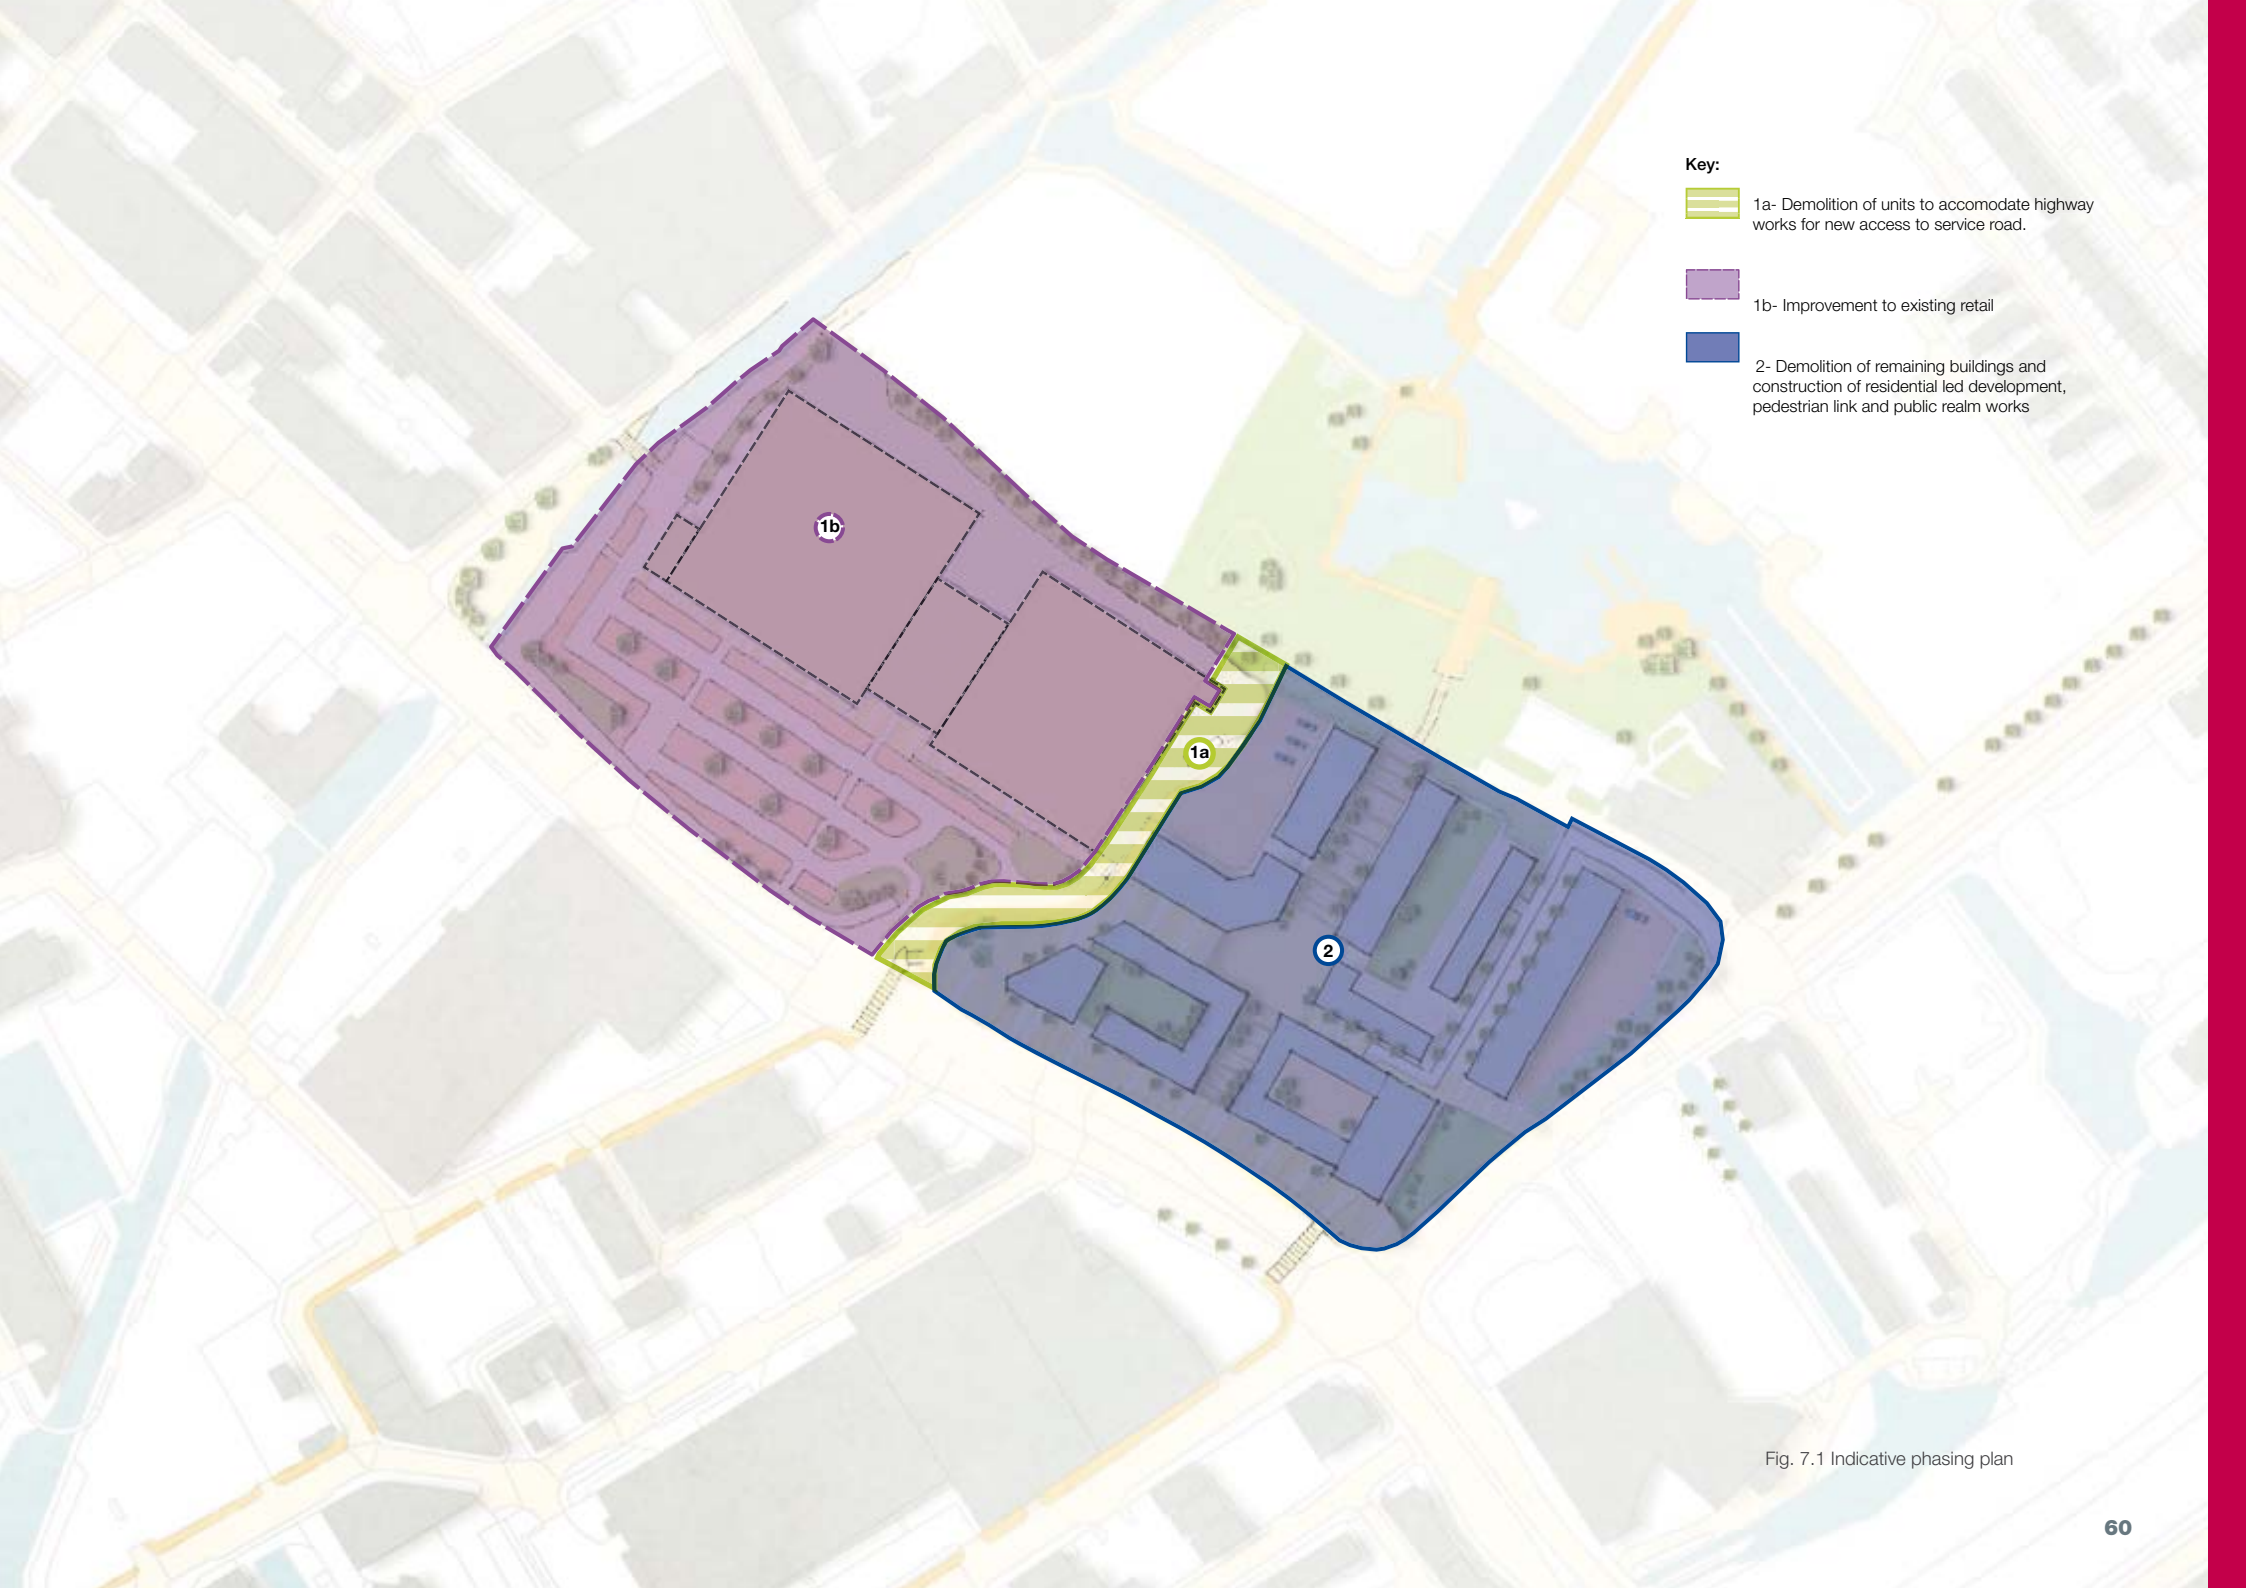 Key:
1a- Demolition of units to accomodate highway
works for new access to service road.
1b- Improvement to existing retail
2- Demolition of remaining buildings and
construction of residential led development,
pedestrian link and public realm works
1b
1a
2
Fig. 7.1 Indicative phasing plan
60